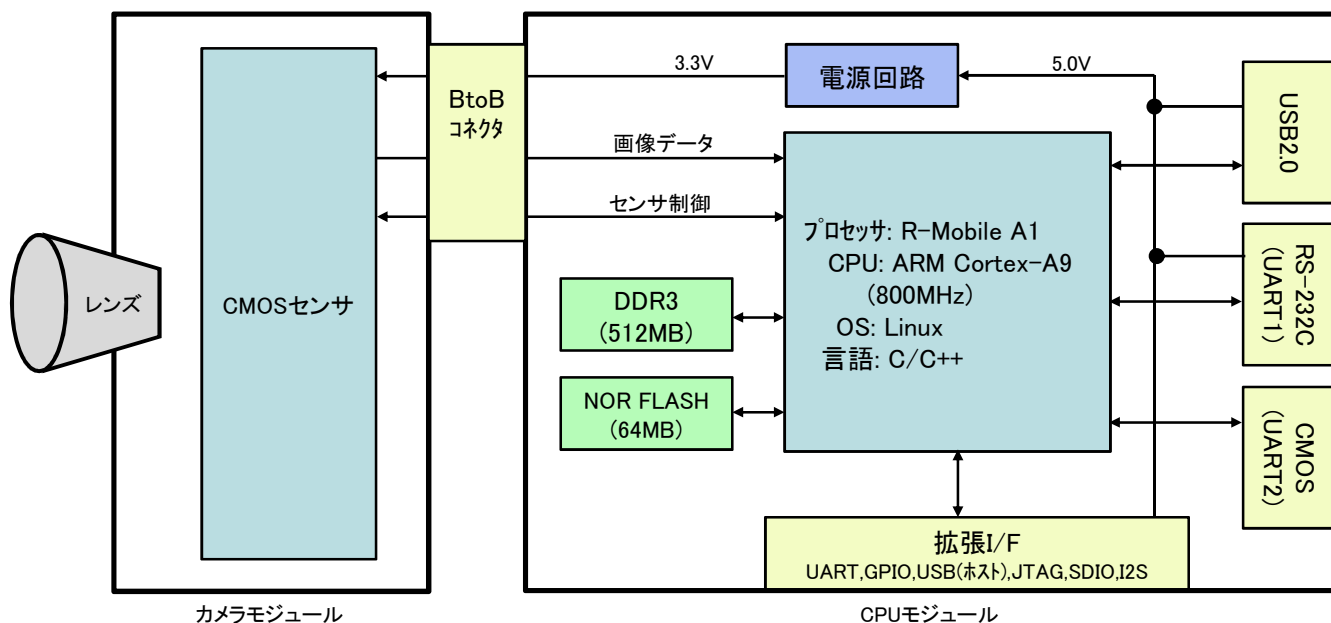 3.3V
電源回路
5.0V
BtoB
コネクタ
画像データ
センサ制御
USB2.0
プロセッサ: R-Mobile A1
CPU: ARM Cortex-A9
(800MHz)
OS: Linux
言語: C/C++
RS-232C
(UART1)
レンズ
CMOSセンサ
DDR3
(512MB)
NOR FLASH
(64MB)
CMOS
(UART2)
拡張I/F
UART,GPIO,USB(ホスト),JTAG,SDIO,I2S
カメラモジュール
CPUモジュール